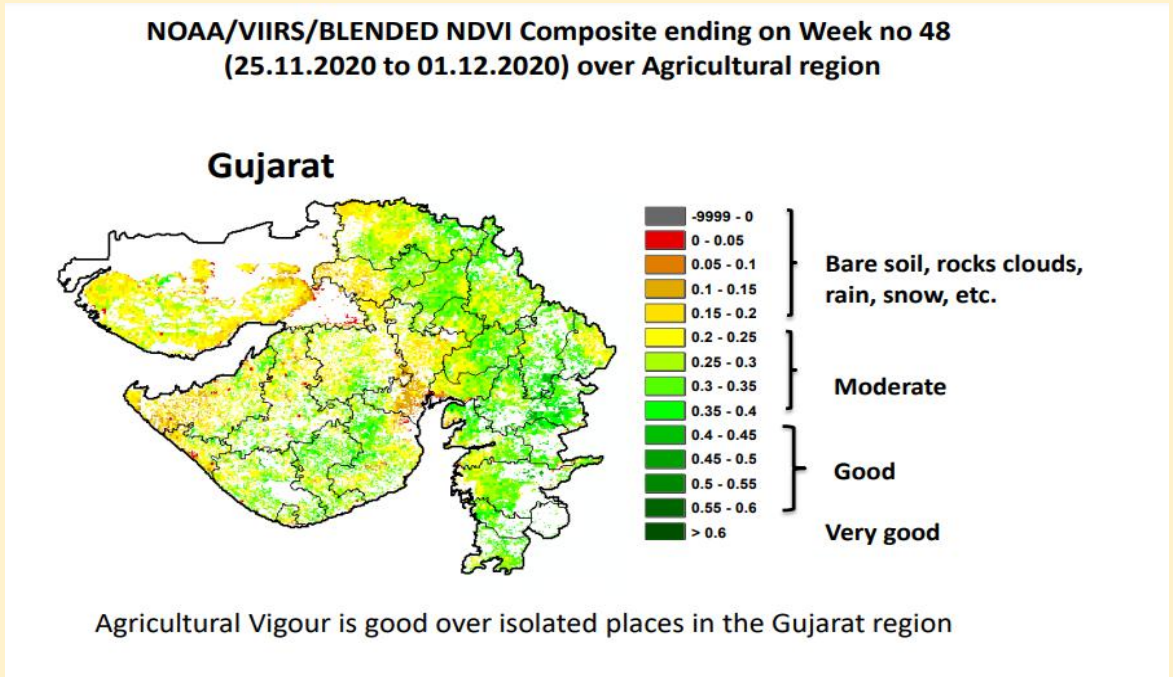 NOAA/VIIRS/BLENDED NDVI Composite ending on Week no 48
(25.11.2020 to 01.12.2020) over Agricultural region
Gujarat
-9999 - 0
0 - 0.05
0.05 - 0.1
0.1 - 0.15
0.15 - 0.2
0.2 - 0.25
0.25 - 0.3
0.3 - 0.35
0.35 - 0.4
0.4 - 0.45
0.45 - 0.5
0.5 - 0.55
0.55 - 0.6
> 0.6
Bare soil, rocks clouds,
rain, snow, etc.
Moderate
Good
Very good
Agricultural Vigour is good over isolated places in the Gujarat region